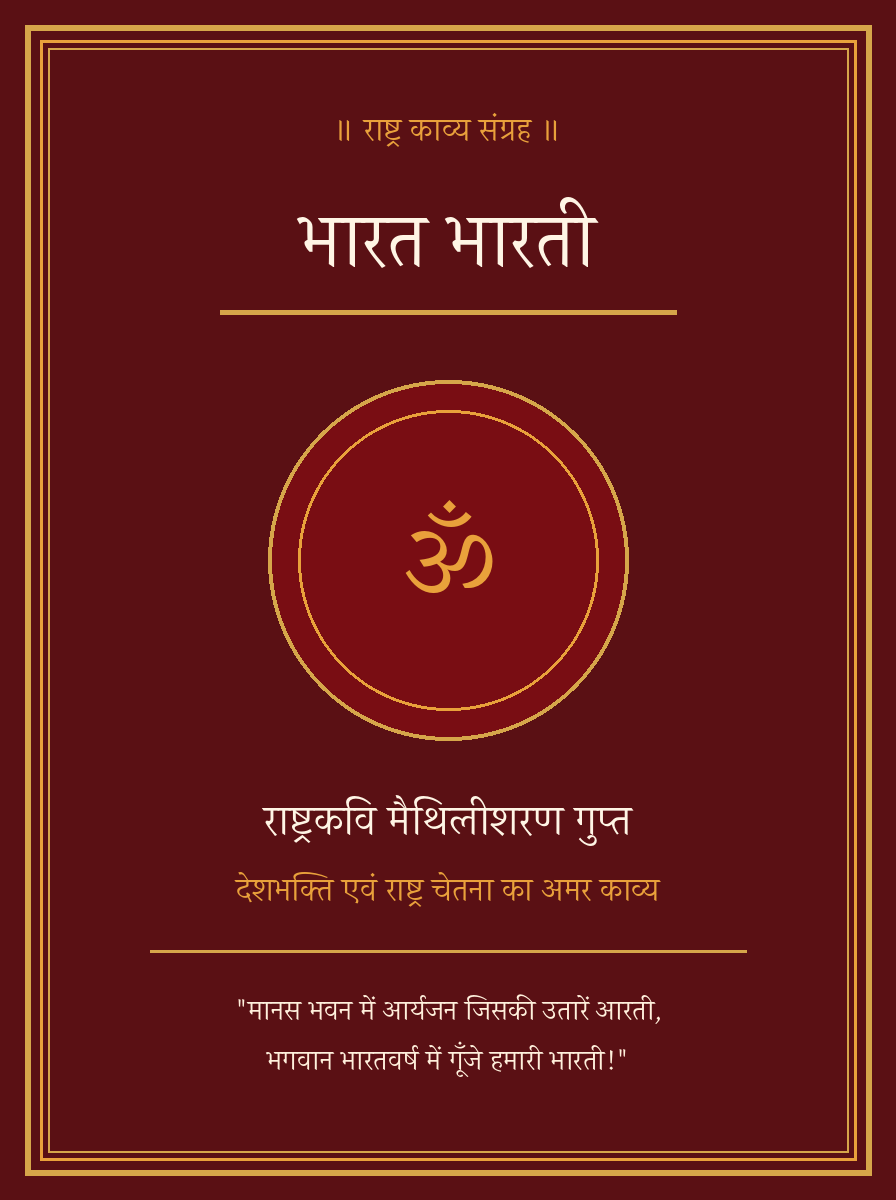 ॥ राष्ट्र काव्य संग्रह ॥
भारत भारती
ॐ
राष्ट्रकवि मैथिलीशरण गुप्त
देशभक्ति एवं राष्ट्र चेतना का अमर काव्य
"मानस भवन में आर्यजन जिसकी उतारें आरती,
भगवान भारतवर्ष में गूँजे हमारी भारती!"